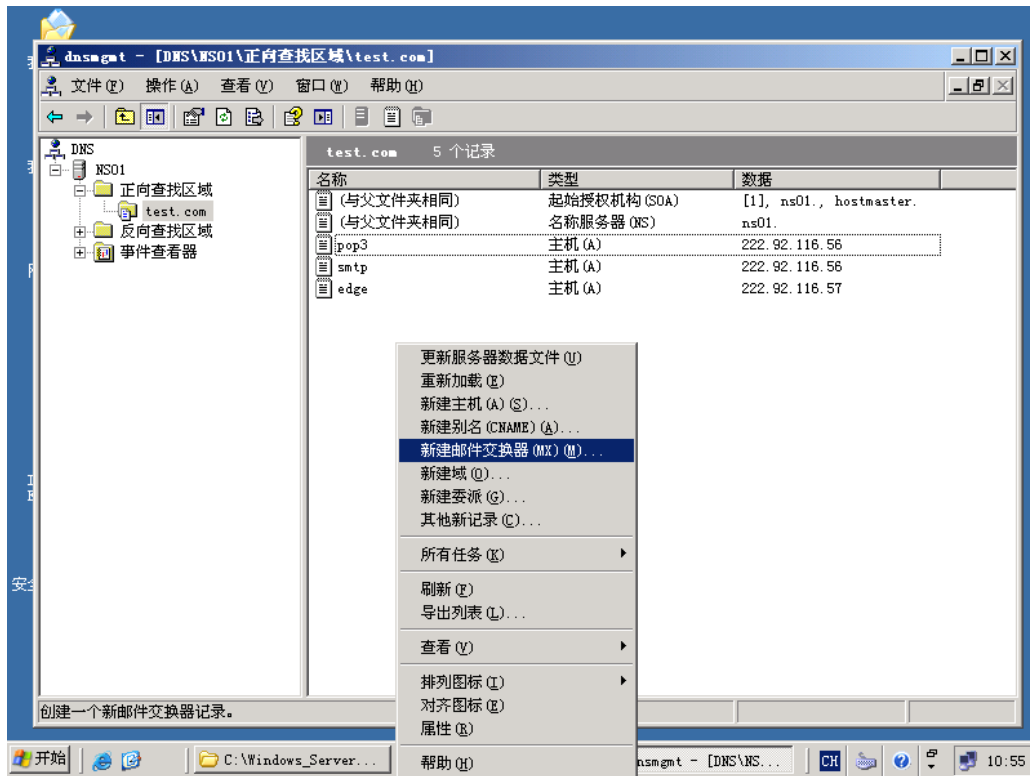 dnsmgmt - [DNS\NS01\正向查找区域\test.com]
文件(F) 操作(A) 查看(V) 窗口(W) 帮助(H)
test.com 5 个记录
DNS
NS01
正向查找区域
test.com
反向查找区域
事件查看器
名称 类型 数据
(与父文件夹相同) 起始授权机构(SOA) [1], ns01., hostmaster.
(与父文件夹相同) 名称服务器(NS) ns01.
pop3 主机(A) 222.92.116.56
smtp 主机(A) 222.92.116.56
edge 主机(A) 222.92.116.57
更新服务器数据文件(U)
重新加载(E)
新建主机(A)(S)...
新建别名(CNAME)(A)...
新建邮件交换器(MX)(M)...
新建域(O)...
新建委派(G)...
其他新记录(C)...
所有任务(K)
刷新(F)
导出列表(L)...
查看(V)
排列图标(I)
对齐图标(E)
属性(R)
帮助(H)
安全
创建一个新邮件交换器记录。
开始 C:\Windows_Server... nsmgmt - [DNS\NS... CH 10:55